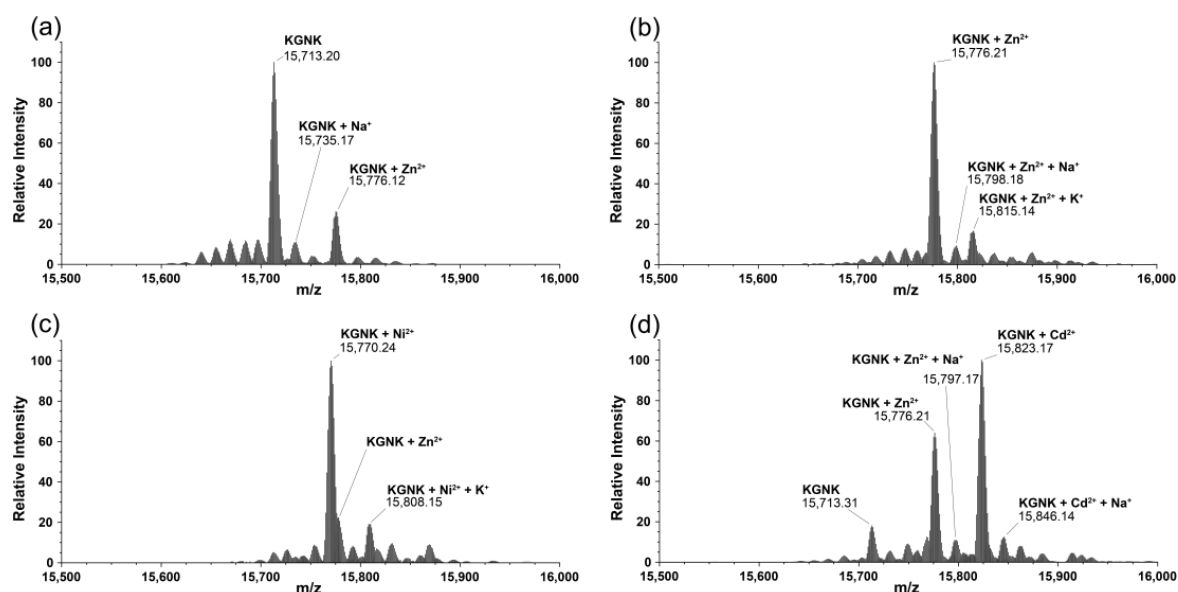 (a)
Relative Intensity
100
80
60
40
20
0
KGNK
15,713.20
KGNK + Na⁺
15,735.17
KGNK + Zn²⁺
15,776.12
15,500
15,600
15,700
15,800
15,900
16,000
m/z
(b)
Relative Intensity
100
80
60
40
20
0
KGNK + Zn²⁺
15,776.21
KGNK + Zn²⁺ + Na⁺
15,798.18
KGNK + Zn²⁺ + K⁺
15,815.14
15,500
15,600
15,700
15,800
15,900
16,000
m/z
(c)
Relative Intensity
100
80
60
40
20
0
KGNK + Ni²⁺
15,770.24
KGNK + Zn²⁺
KGNK + Ni²⁺ + K⁺
15,808.15
15,500
15,600
15,700
15,800
15,900
16,000
m/z
(d)
Relative Intensity
100
80
60
40
20
0
KGNK + Cd²⁺
15,823.17
KGNK + Zn²⁺ + Na⁺
15,797.17
KGNK + Zn²⁺
15,776.21
KGNK
15,713.31
KGNK + Cd²⁺ + Na⁺
15,846.14
15,500
15,600
15,700
15,800
15,900
16,000
m/z